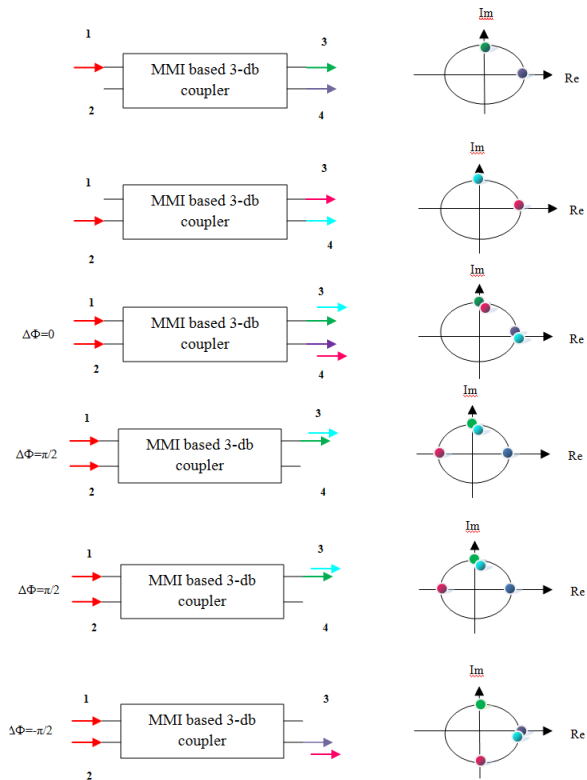 Im
1
3
MMI based 3-db
coupler
Re
2
4
Im
3
1
MMI based 3-db
coupler
Re
2
4
Im
3
1
ΔΦ=0
MMI based 3-db
coupler
Re
2
4
Im
3
1
ΔΦ=π/2
MMI based 3-db
coupler
Re
2
4
Im
3
1
ΔΦ=π/2
MMI based 3-db
coupler
Re
2
4
Im
1
3
ΔΦ=-π/2
MMI based 3-db
coupler
Re
2
4